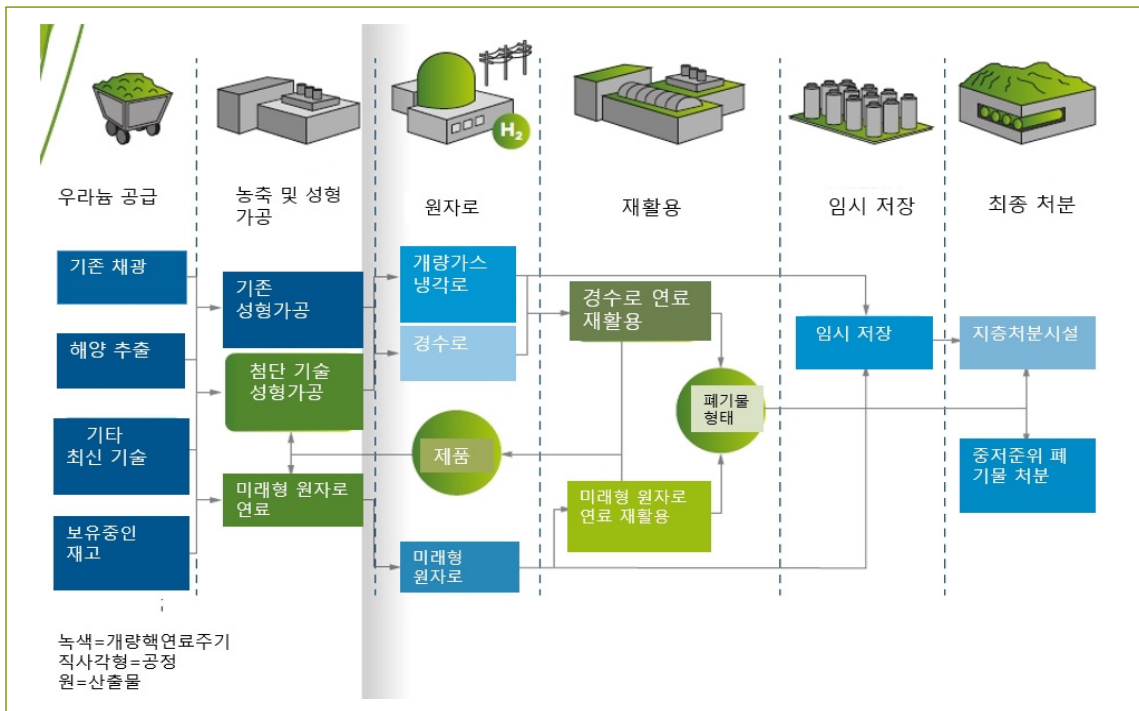 H₂
우라늄 공급
농축 및 성형
가공
원자로
재활용
임시 저장
최종 처분
기존 채광
해양 추출
기타
최신 기술
보유중인
재고
기존
성형가공
첨단 기술
성형가공
미래형 원자로
연료
개량가스
냉각로
경수로
제품
미래형
원자로
경수로 연료
재활용
미래형 원자로
연료 재활용
폐기물
형태
임시 저장
지층처분시설
중저준위 폐
기물 처분
녹색=개량핵연료주기
직사각형=공정
원=산출물